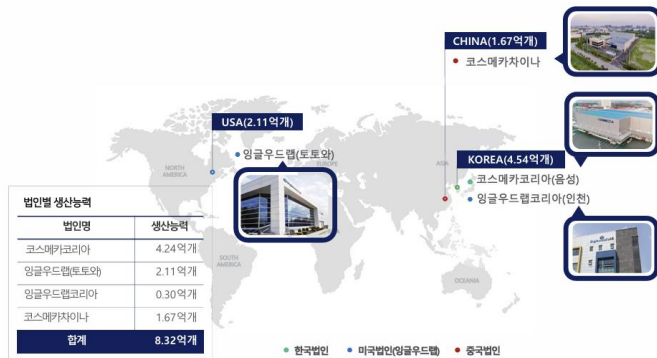 CHINA(1.67억개)
코스메카차이나
USA(2.11억개)
잉글우드랩(토토와)
NORTH
AMERICA
EUROPE
ASIA
KOREA(4.54억개)
코스메카코리아(음성)
잉글우드랩코리아(인천)
SOUTH
AMERICA
OCEANIA
법인별 생산능력
법인명 생산능력
코스메카코리아 4.24억개
잉글우드랩(토토와) 2.11억개
잉글우드랩코리아 0.30억개
코스메카차이나 1.67억개
합계 8.32억개
한국법인 미국법인(잉글우드랩) 중국법인